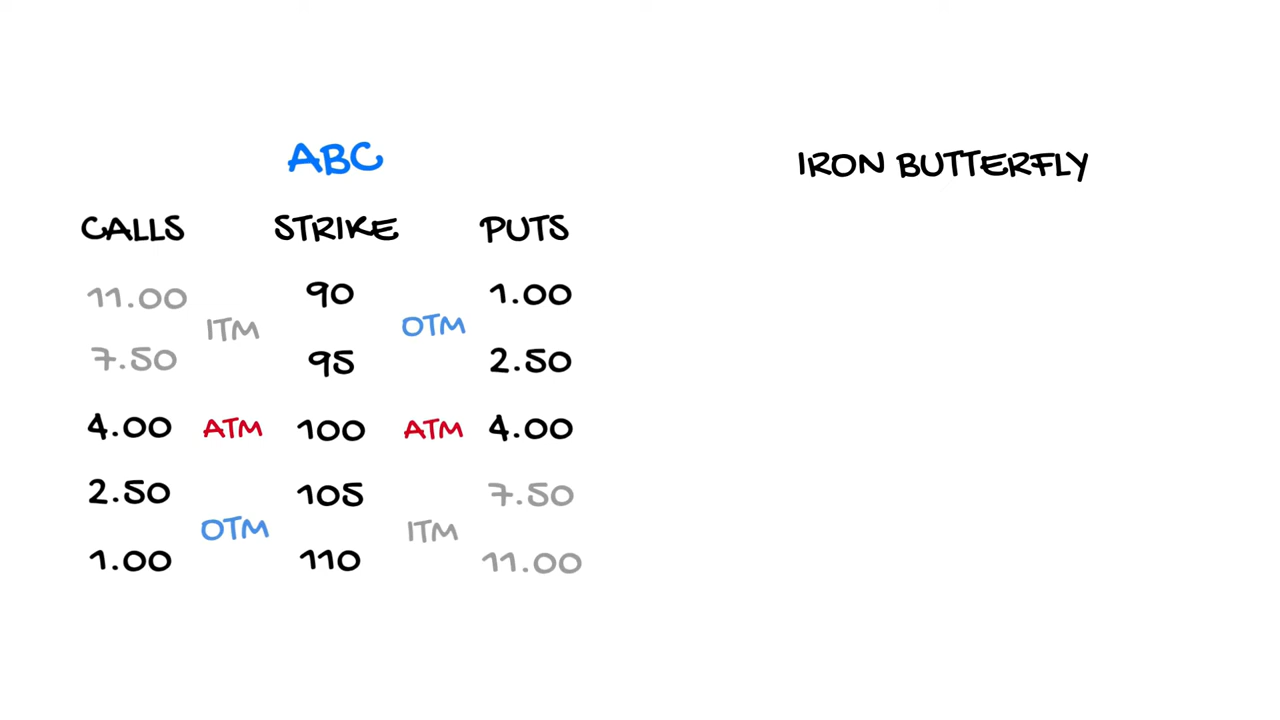 ABC
IRON BUTTERFLY
CALLS STRIKE PUTS
11.00 90 1.00
ITM OTM
7.50 95 2.50
4.00 ATM 100 ATM 4.00
2.50 105 7.50
OTM ITM
1.00 110 11.00